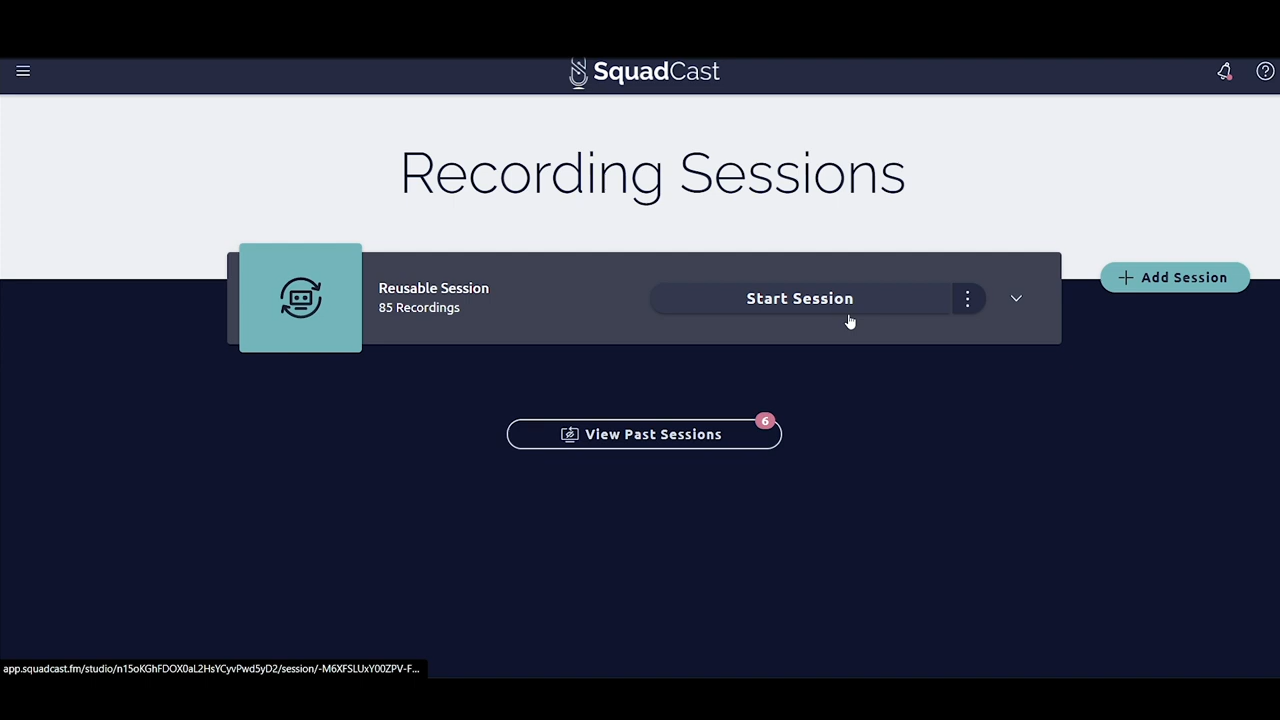 SquadCast
Recording Sessions
Reusable Session
85 Recordings
Start Session
+ Add Session
6
View Past Sessions
app.squadcast.fm/studio/n15oKGhFDOX0aL2HsYCyvPwd5yD2/session/-M6XFSLUxY00ZPV-F...